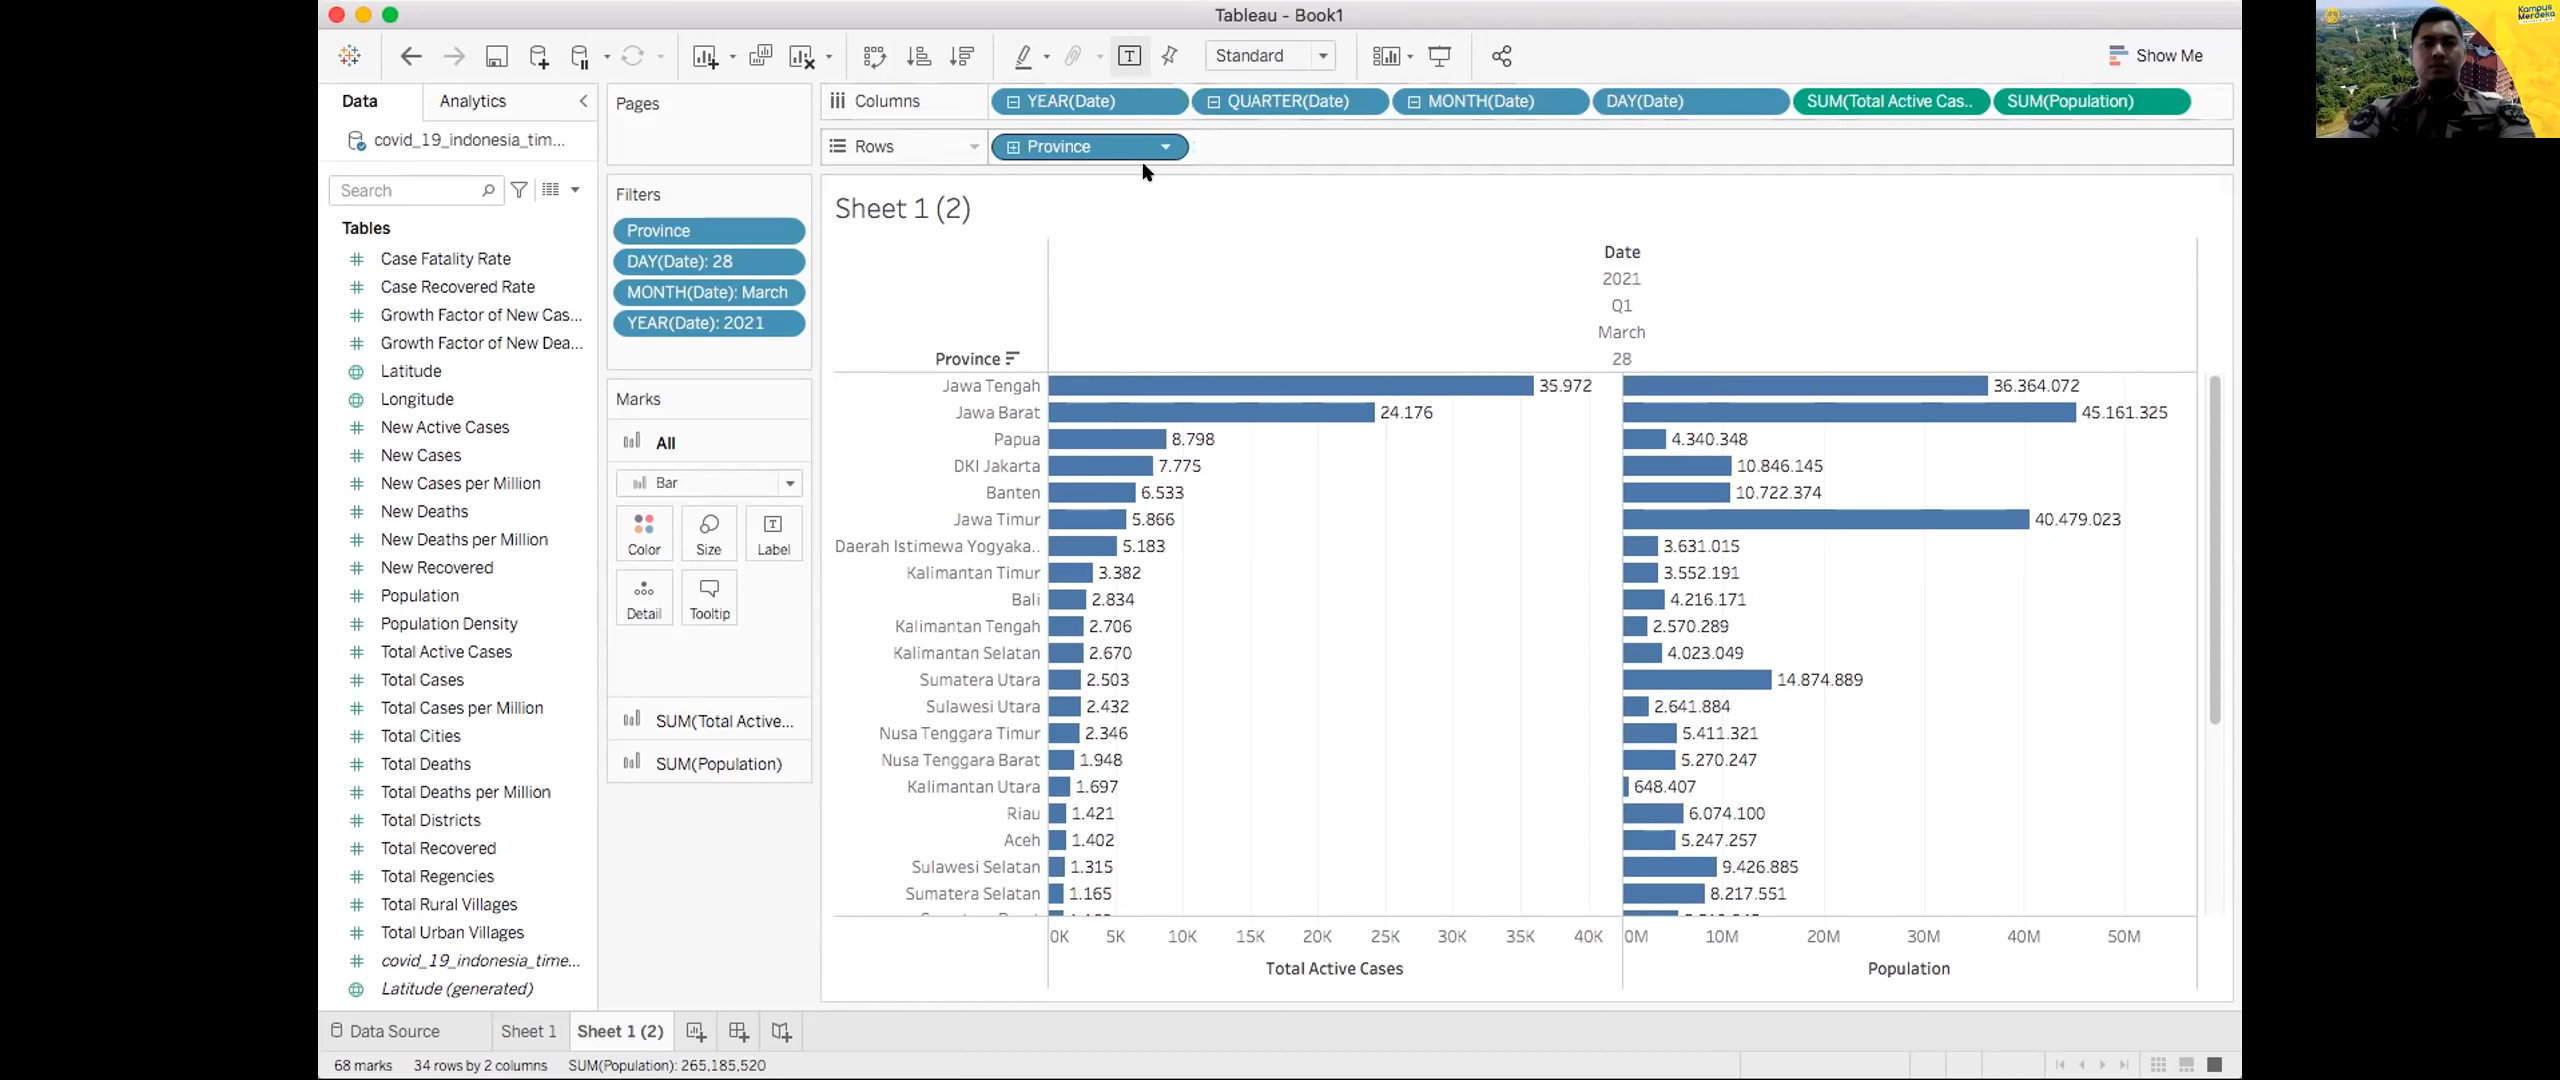 Tableau - Book1
Standard
Show Me
Kampus
Merdeka
Data
Analytics
covid_19_indonesia_tim...
Search
Tables
Case Fatality Rate
Case Recovered Rate
Growth Factor of New Cas...
Growth Factor of New Dea...
Latitude
Longitude
New Active Cases
New Cases
New Cases per Million
New Deaths
New Deaths per Million
New Recovered
Population
Population Density
Total Active Cases
Total Cases
Total Cases per Million
Total Cities
Total Deaths
Total Deaths per Million
Total Districts
Total Recovered
Total Regencies
Total Rural Villages
Total Urban Villages
covid_19_indonesia_time...
Latitude (generated)
Pages
Filters
Province
DAY(Date): 28
MONTH(Date): March
YEAR(Date): 2021
Marks
All
Bar
Color
Size
Label
Detail
Tooltip
SUM(Total Active...
SUM(Population)
Columns
YEAR(Date)
QUARTER(Date)
MONTH(Date)
DAY(Date)
SUM(Total Active Cas..
SUM(Population)
Rows
Province
Sheet 1 (2)
Date
2021
Q1
March
Province 28
Jawa Tengah 35.972 36.364.072
Jawa Barat 24.176 45.161.325
Papua 8.798 4.340.348
DKI Jakarta 7.775 10.846.145
Banten 6.533 10.722.374
Jawa Timur 5.866 40.479.023
Daerah Istimewa Yogyaka.. 5.183 3.631.015
Kalimantan Timur 3.382 3.552.191
Bali 2.834 4.216.171
Kalimantan Tengah 2.706 2.570.289
Kalimantan Selatan 2.670 4.023.049
Sumatera Utara 2.503 14.874.889
Sulawesi Utara 2.432 2.641.884
Nusa Tenggara Timur 2.346 5.411.321
Nusa Tenggara Barat 1.948 5.270.247
Kalimantan Utara 1.697 648.407
Riau 1.421 6.074.100
Aceh 1.402 5.247.257
Sulawesi Selatan 1.315 9.426.885
Sumatera Selatan 1.165 8.217.551
0K 5K 10K 15K 20K 25K 30K 35K 40K 0M 10M 20M 30M 40M 50M
Total Active Cases Population
Data Source
Sheet 1
Sheet 1 (2)
68 marks
34 rows by 2 columns
SUM(Population): 265,185,520